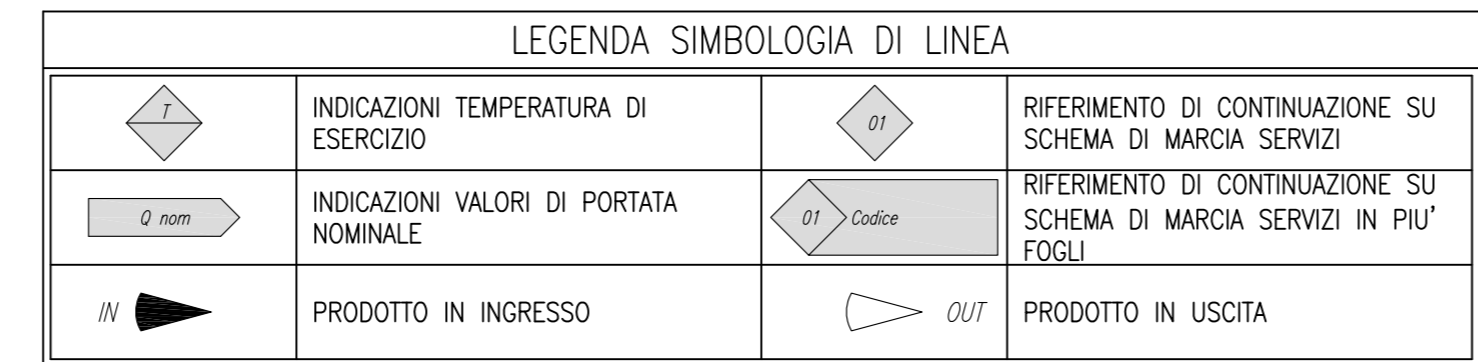 LEGENDA SIMBOLOGIA DI LINEA
T
INDICAZIONI TEMPERATURA DI
ESERCIZIO
01
RIFERIMENTO DI CONTINUAZIONE SU
SCHEMA DI MARCIA SERVIZI
Q nom
INDICAZIONI VALORI DI PORTATA
NOMINALE
01 Codice
RIFERIMENTO DI CONTINUAZIONE SU
SCHEMA DI MARCIA SERVIZI IN PIU'
FOGLI
IN
PRODOTTO IN INGRESSO
OUT
PRODOTTO IN USCITA